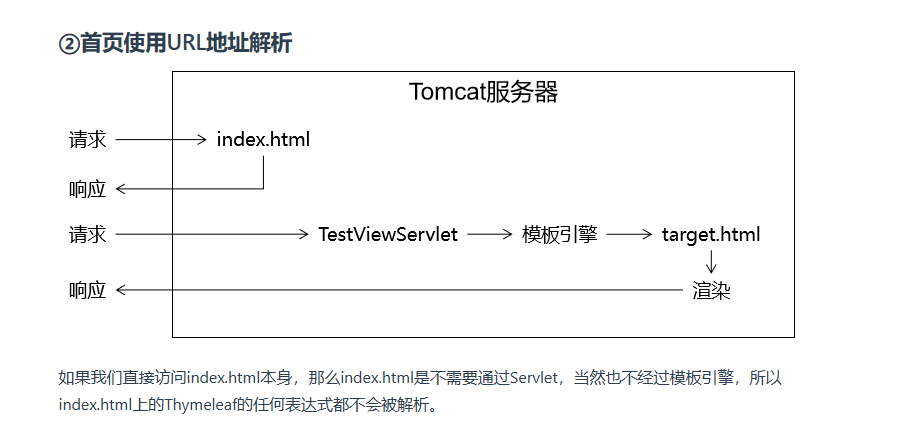 ②首页使用URL地址解析
Tomcat服务器
请求 index.html
响应
请求 TestViewServlet 模板引擎 target.html
响应 渲染
如果我们直接访问index.html本身，那么index.html是不需要通过Servlet，当然也不经过模板引擎，所以
index.html上的Thymeleaf的任何表达式都不会被解析。